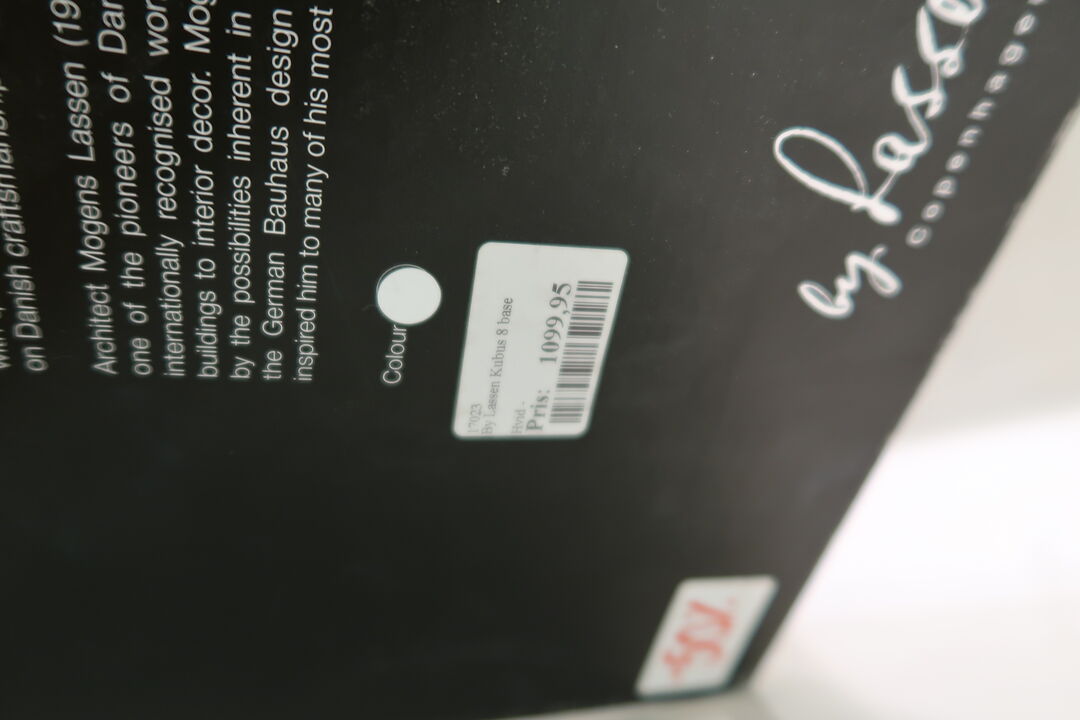 on Danish
Architect Mogens Lassen (19
one of the pioneers of Dan
internationally recognised wor
buildings to interior decor. Mog
by the possibilities inherent in
the German Bauhaus design
inspired him to many of his most
Colour
17023
By Lassen Kubus 8 base
Hvid -
Pris: 1099,95
by Lasse
copenhagen